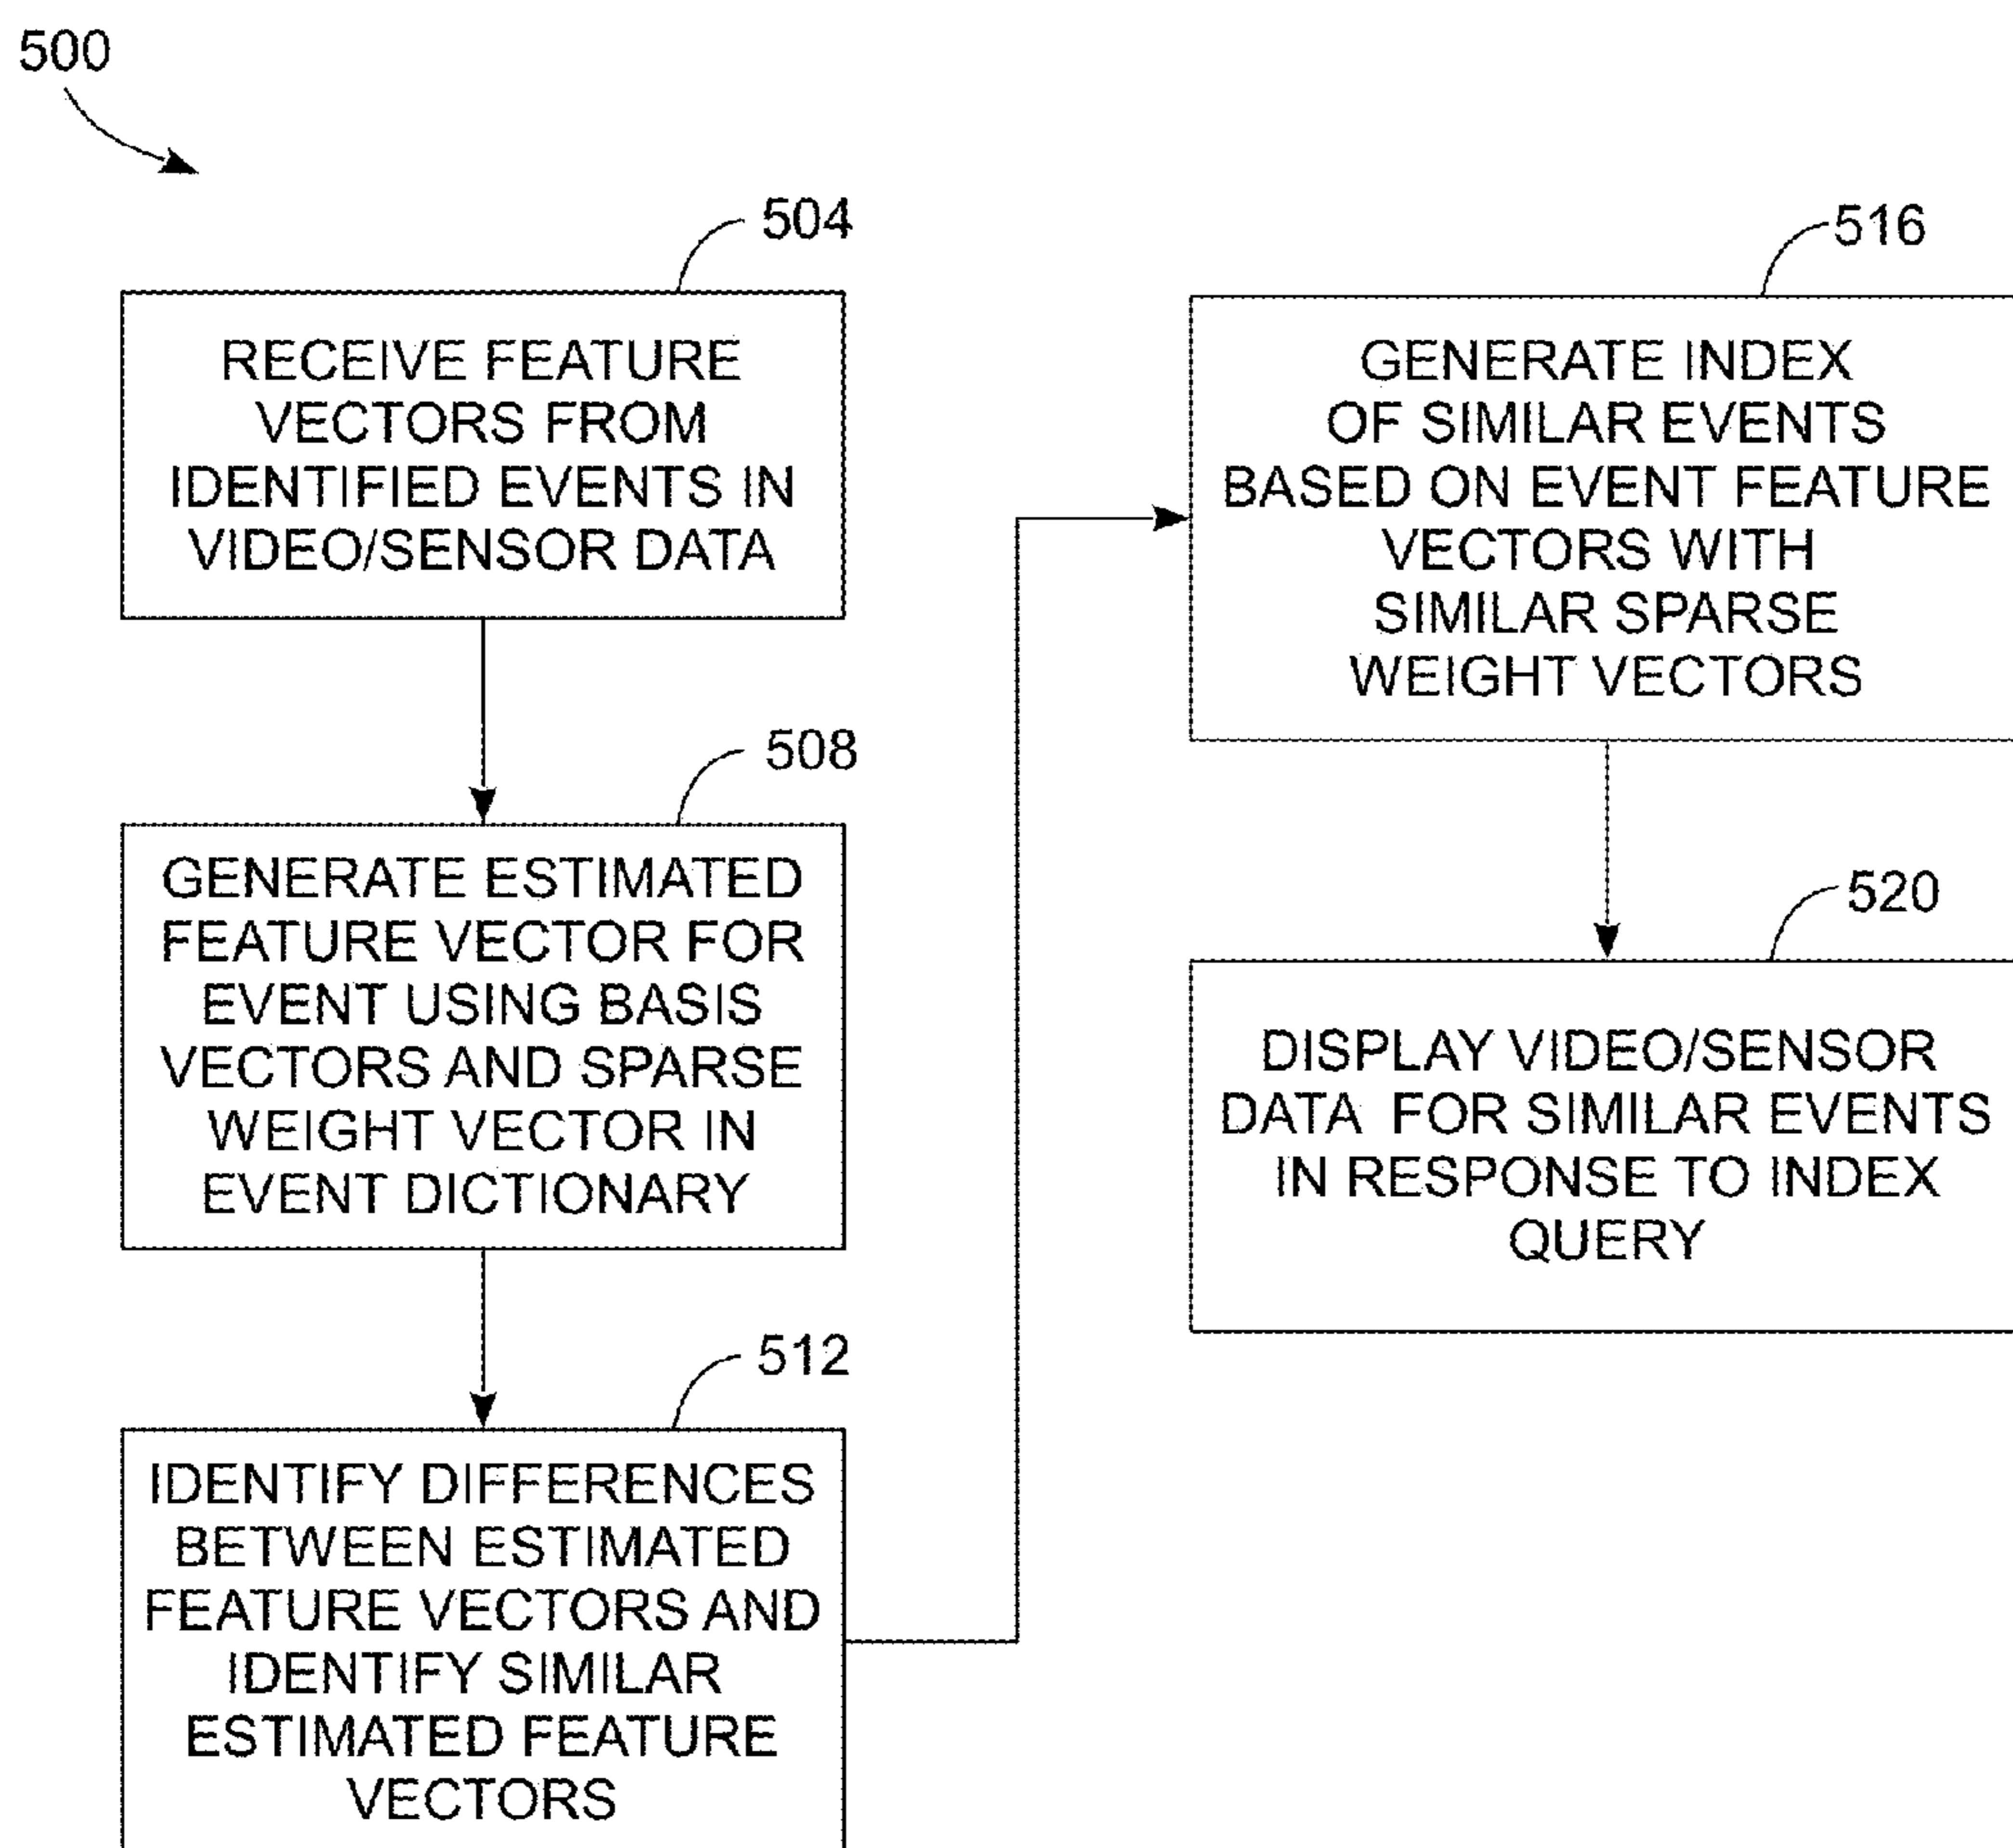 500
504
RECEIVE FEATURE
VECTORS FROM
IDENTIFIED EVENTS IN
VIDEO/SENSOR DATA
508
GENERATE ESTIMATED
FEATURE VECTOR FOR
EVENT USING BASIS
VECTORS AND SPARSE
WEIGHT VECTOR IN
EVENT DICTIONARY
512
IDENTIFY DIFFERENCES
BETWEEN ESTIMATED
FEATURE VECTORS AND
IDENTIFY SIMILAR
ESTIMATED FEATURE
VECTORS
516
GENERATE INDEX
OF SIMILAR EVENTS
BASED ON EVENT FEATURE
VECTORS WITH
SIMILAR SPARSE
WEIGHT VECTORS
520
DISPLAY VIDEO/SENSOR
DATA FOR SIMILAR EVENTS
IN RESPONSE TO INDEX
QUERY